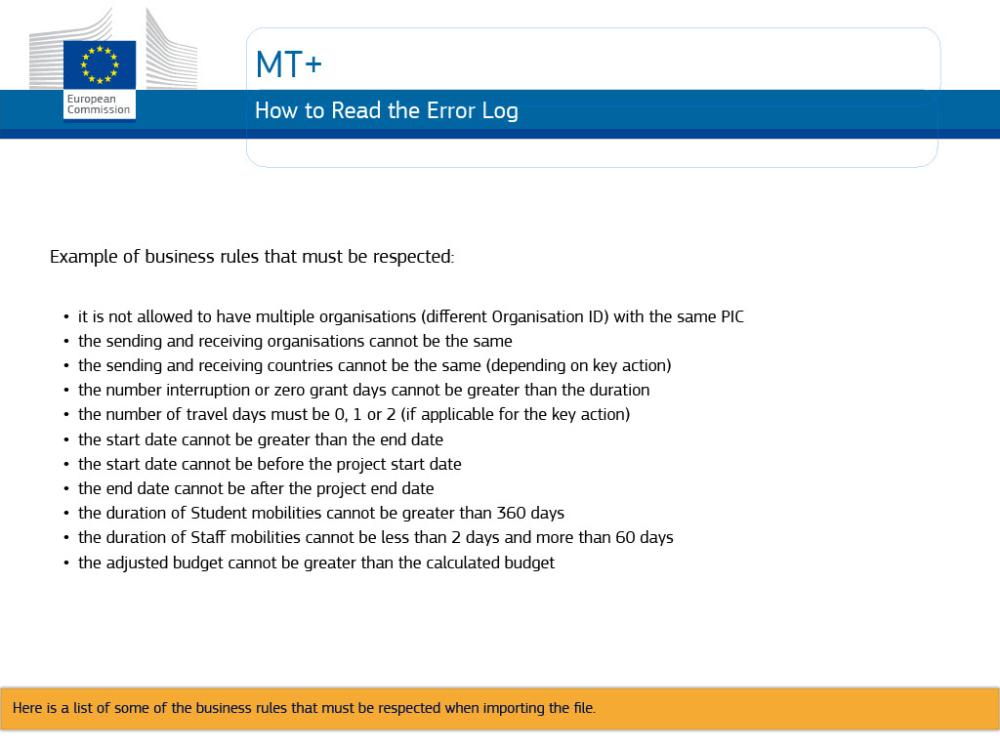 European
Commission
MT+
How to Read the Error Log
Example of business rules that must be respected:
• it is not allowed to have multiple organisations (different Organisation ID) with the same PIC
• the sending and receiving organisations cannot be the same
• the sending and receiving countries cannot be the same (depending on key action)
• the number interruption or zero grant days cannot be greater than the duration
• the number of travel days must be 0, 1 or 2 (if applicable for the key action)
• the start date cannot be greater than the end date
• the start date cannot be before the project start date
• the end date cannot be after the project end date
• the duration of Student mobilities cannot be greater than 360 days
• the duration of Staff mobilities cannot be less than 2 days and more than 60 days
• the adjusted budget cannot be greater than the calculated budget
Here is a list of some of the business rules that must be respected when importing the file.